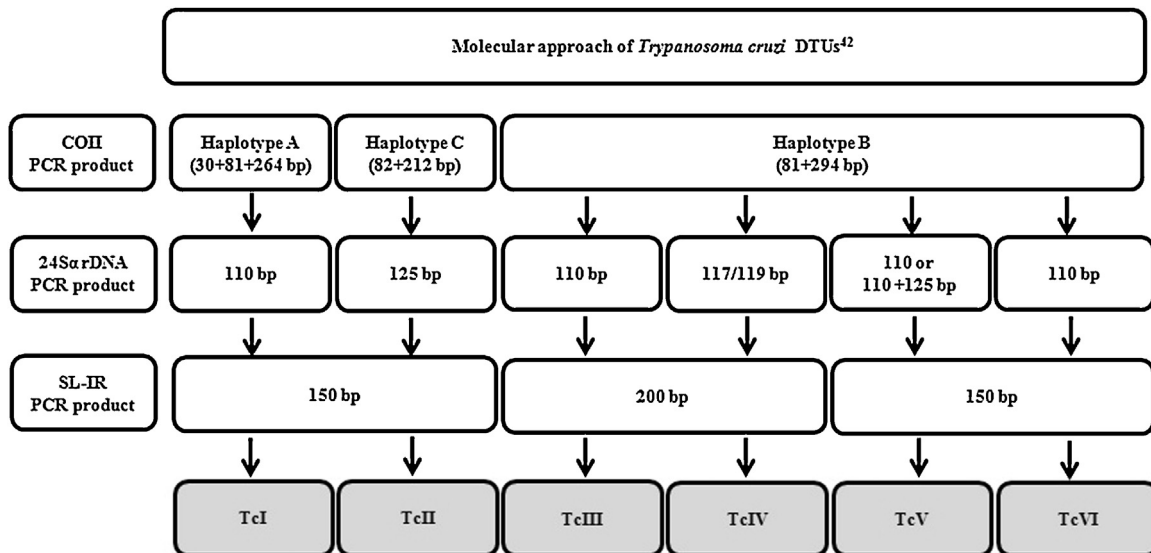 Molecular approach of Trypanosoma cruzi DTUs42
COII
PCR product
Haplotype A
(30+81+264 bp)
Haplotype C
(82+212 bp)
Haplotype B
(81+294 bp)
24SαrDNA
PCR product
110 bp
125 bp
110 bp
117/119 bp
110 or
110+125 bp
110 bp
SL-IR
PCR product
150 bp
200 bp
150 bp
TcI
TcII
TcIII
TcIV
TcV
TcVI